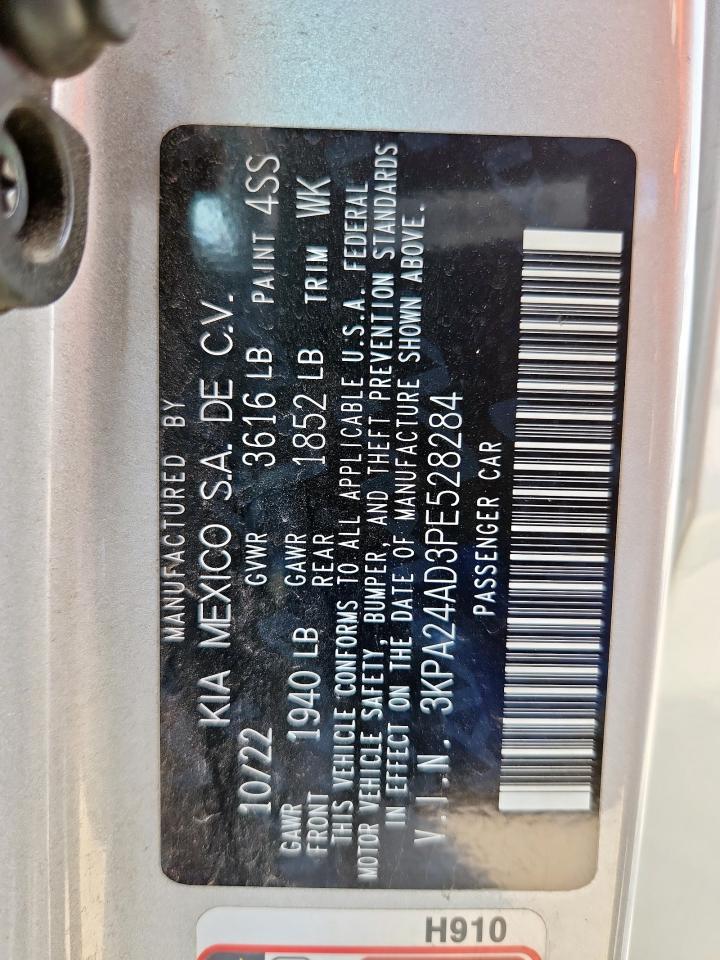 MANUFACTURED BY
KIA MEXICO S.A. DE C.V.
10/22 GVWR 3616 LB PAINT 4SS
GAWR FRONT 1940 LB GAWR REAR 1852 LB TRIM WK
THIS VEHICLE CONFORMS TO ALL APPLICABLE U.S.A. FEDERAL
MOTOR VEHICLE SAFETY, BUMPER, AND THEFT PREVENTION STANDARDS
IN EFFECT ON THE DATE OF MANUFACTURE SHOWN ABOVE.
V.I.N. 3KPA24AD3PE528284
PASSENGER CAR
H910